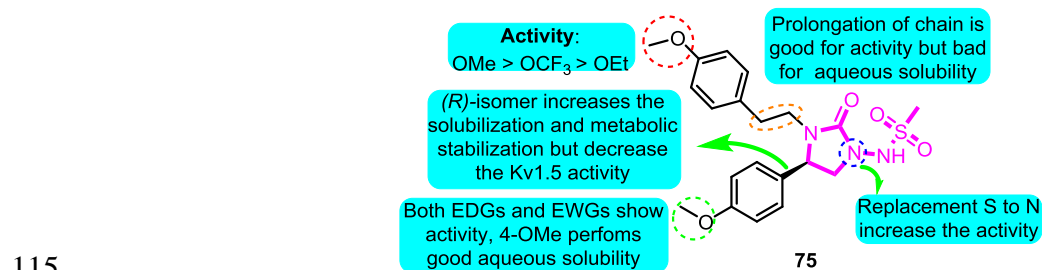 Activity:
OMe > OCF3 > OEt
Prolongation of chain is
good for activity but bad
for aqueous solubility
(R)-isomer increases the
solubilization and metabolic
stabilization but decrease
the Kv1.5 activity
Both EDGs and EWGs show
activity, 4-OMe perfoms
good aqueous solubility
Replacement S to N
increase the activity
O
O
N
N
NH
S
O
O
O
75
115